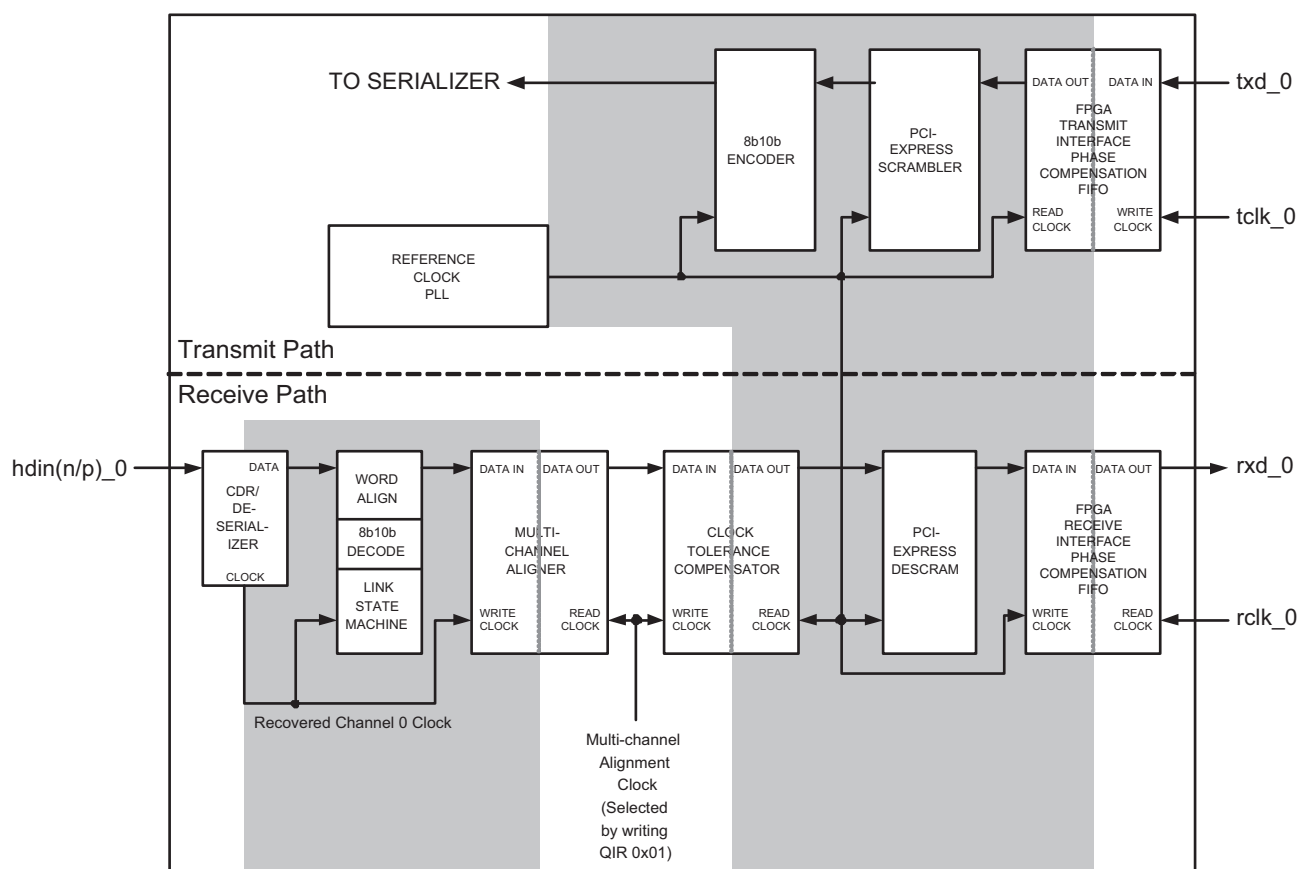 TO SERIALIZER
8b10b
ENCODER
PCI-
EXPRESS
SCRAMBLER
DATA OUT
DATA IN
FPGA
TRANSMIT
INTERFACE
PHASE
COMPENSATION
FIFO
READ
CLOCK
WRITE
CLOCK
txd_0
tclk_0
REFERENCE
CLOCK
PLL
Transmit Path
Receive Path
hdin(n/p)_0
DATA
CDR/
DE-
SERIAL-
IZER
CLOCK
WORD
ALIGN
8b10b
DECODE
LINK
STATE
MACHINE
DATA IN
DATA OUT
MULTI-
CHANNEL
ALIGNER
WRITE
CLOCK
READ
CLOCK
DATA IN
DATA OUT
CLOCK
TOLERANCE
COMPENSATOR
WRITE
CLOCK
READ
CLOCK
PCI-
EXPRESS
DESCRAM
DATA IN
DATA OUT
FPGA
RECEIVE
INTERFACE
PHASE
COMPENSATION
FIFO
WRITE
CLOCK
READ
CLOCK
rxd_0
rclk_0
Recovered Channel 0 Clock
Multi-channel
Alignment
Clock
(Selected
by writing
QIR 0x01)